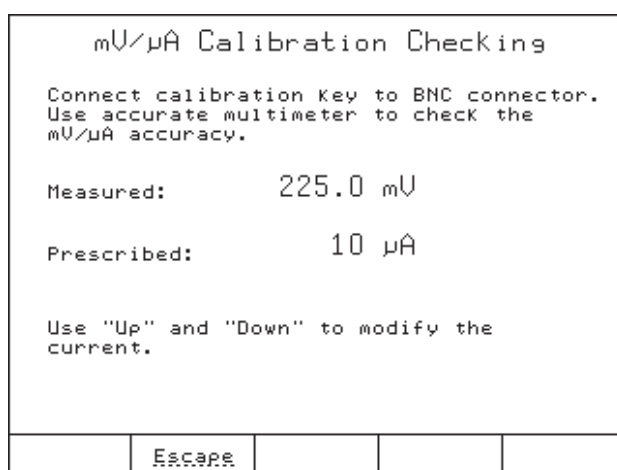 mV/µA Calibration Checking
Connect calibration Key to BNC connector.
Use accurate multimeter to check the
mV/µA accuracy.
Measured: 225.0 mV
Prescribed: 10 µA
Use "Up" and "Down" to modify the
current.
Escape